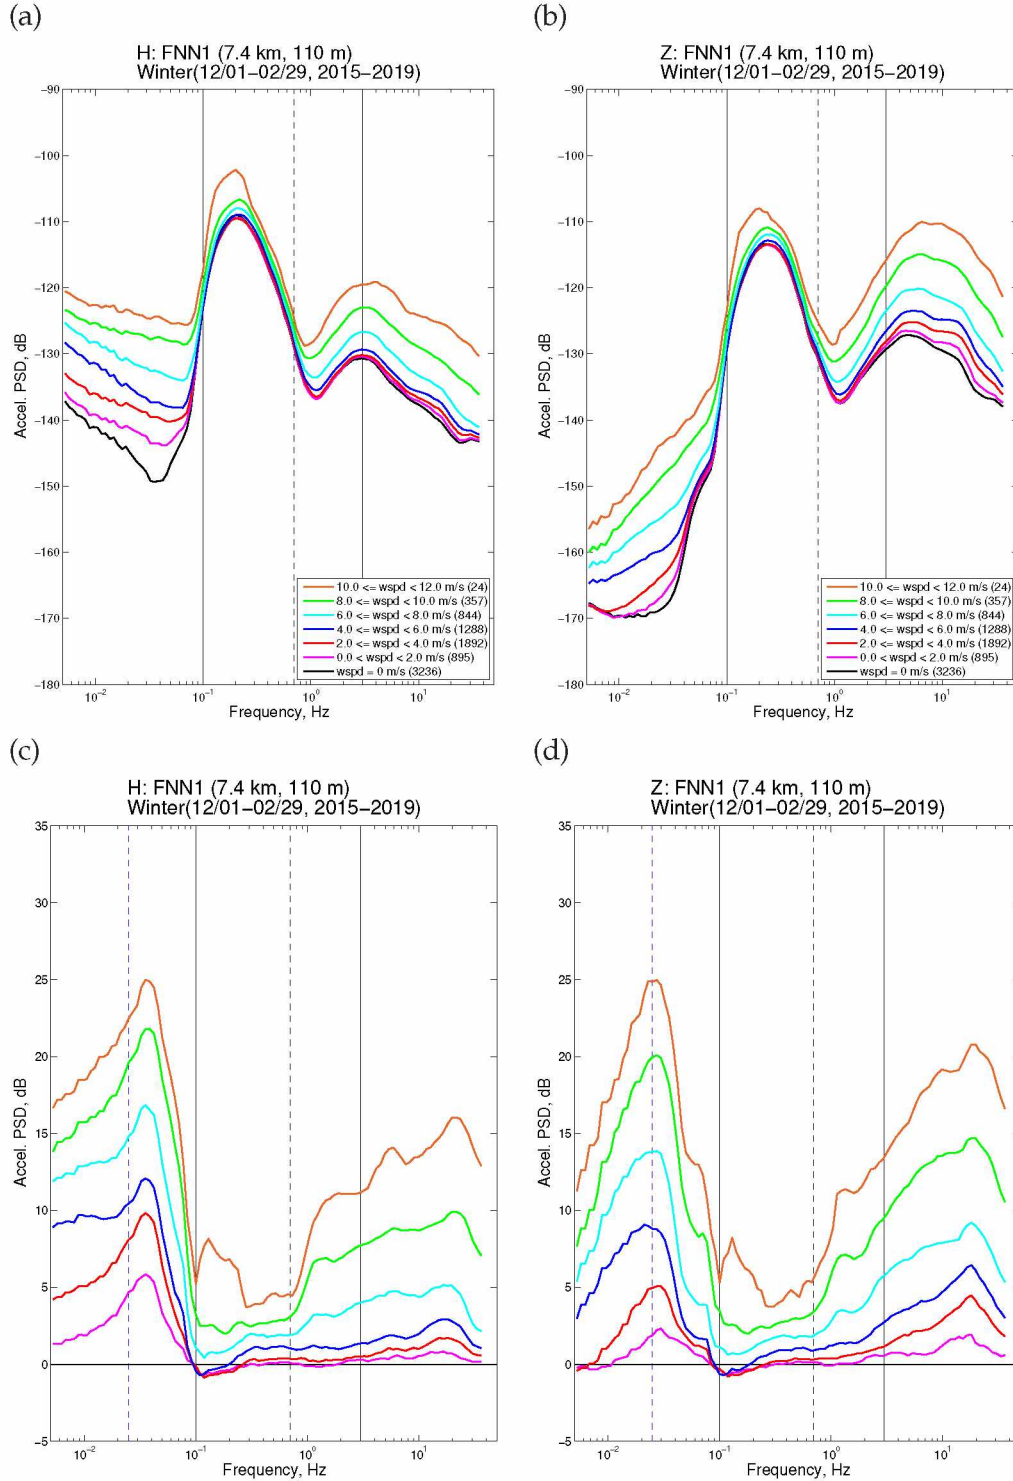 (a)
H: FNN1 (7.4 km, 110 m)
Winter(12/01−02/29, 2015−2019)
−90
−100
−110
−120
−130
−140
−150
−160
−170
−180
Accel. PSD, dB
10.0 <= wspd < 12.0 m/s (24)
8.0 <= wspd < 10.0 m/s (357)
6.0 <= wspd < 8.0 m/s (844)
4.0 <= wspd < 6.0 m/s (1288)
2.0 <= wspd < 4.0 m/s (1892)
0.0 < wspd < 2.0 m/s (895)
wspd = 0 m/s (3236)
10⁻² 10⁻¹ 10⁰ 10¹
Frequency, Hz
(b)
Z: FNN1 (7.4 km, 110 m)
Winter(12/01−02/29, 2015−2019)
−90
−100
−110
−120
−130
−140
−150
−160
−170
−180
Accel. PSD, dB
10.0 <= wspd < 12.0 m/s (24)
8.0 <= wspd < 10.0 m/s (357)
6.0 <= wspd < 8.0 m/s (844)
4.0 <= wspd < 6.0 m/s (1288)
2.0 <= wspd < 4.0 m/s (1892)
0.0 < wspd < 2.0 m/s (895)
wspd = 0 m/s (3236)
10⁻² 10⁻¹ 10⁰ 10¹
Frequency, Hz
(c)
H: FNN1 (7.4 km, 110 m)
Winter(12/01−02/29, 2015−2019)
35
30
25
20
15
10
5
0
−5
Accel. PSD, dB
10⁻² 10⁻¹ 10⁰ 10¹
Frequency, Hz
(d)
Z: FNN1 (7.4 km, 110 m)
Winter(12/01−02/29, 2015−2019)
35
30
25
20
15
10
5
0
−5
Accel. PSD, dB
10⁻² 10⁻¹ 10⁰ 10¹
Frequency, Hz